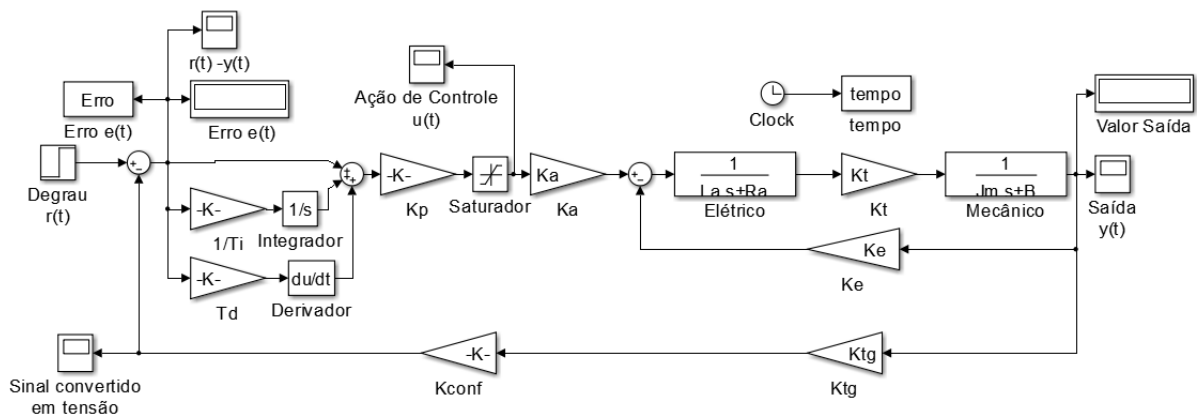 r(t) -y(t)
Erro
Erro e(t)
Erro e(t)
Ação de Controle
u(t)
Clock
tempo
tempo
Valor Saída
Degrau
r(t)
+
-
‡
+
-K-
Kp
Saturador
Ka
Ka
+
-
1
La s+Ra
Elétrico
Kt
Kt
1
Jm s+B
Mecânico
Saída
y(t)
-K-
1/Ti
1/s
Integrador
Ke
Ke
-K-
Td
du/dt
Derivador
Sinal convertido
em tensão
-K-
Kconf
Ktg
Ktg